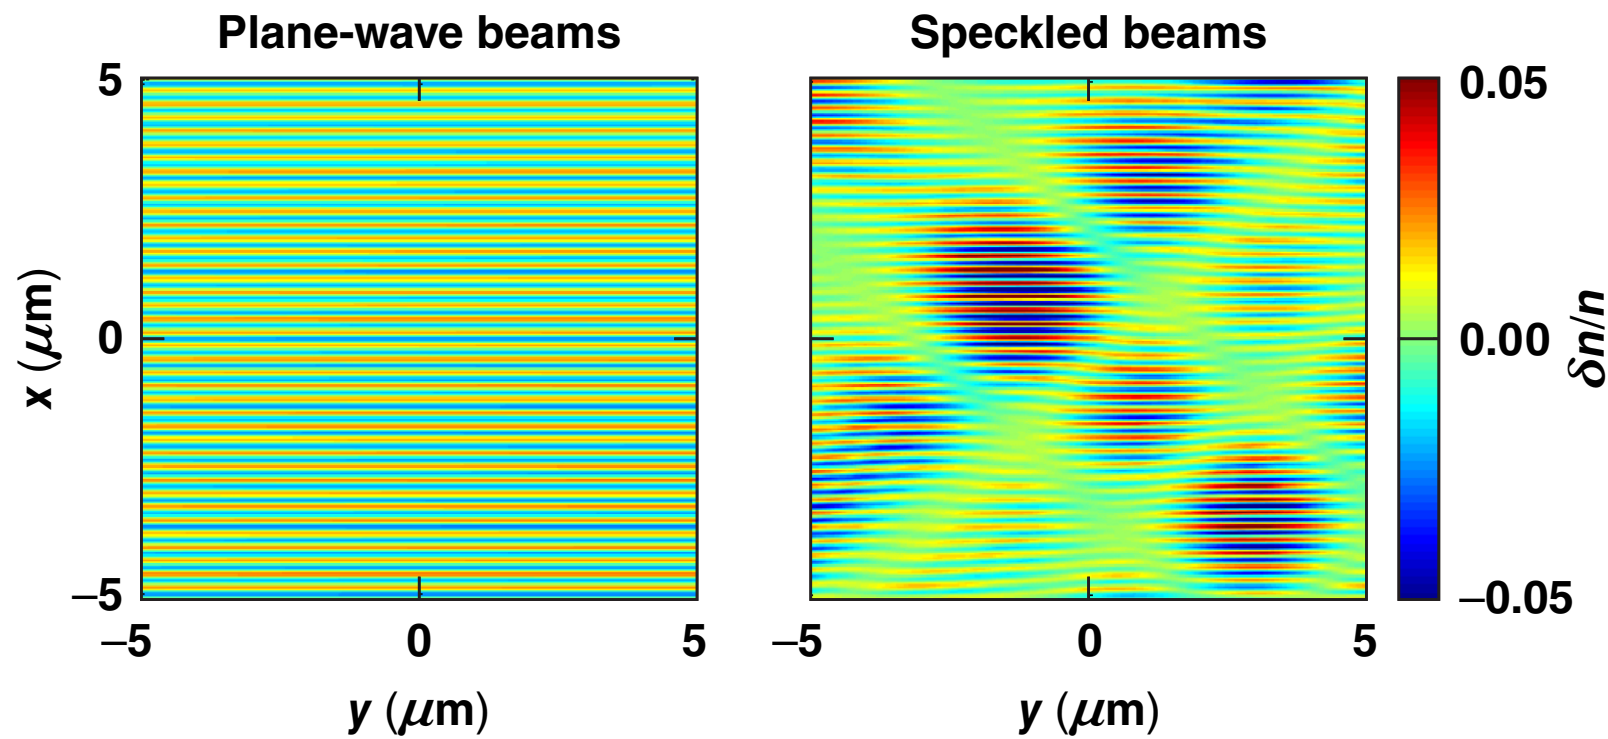 Plane-wave beams
Speckled beams
5
0
–5
x (μm)
–5 0 5
y (μm)
–5 0 5
y (μm)
0.05
0.00
–0.05
δn/n